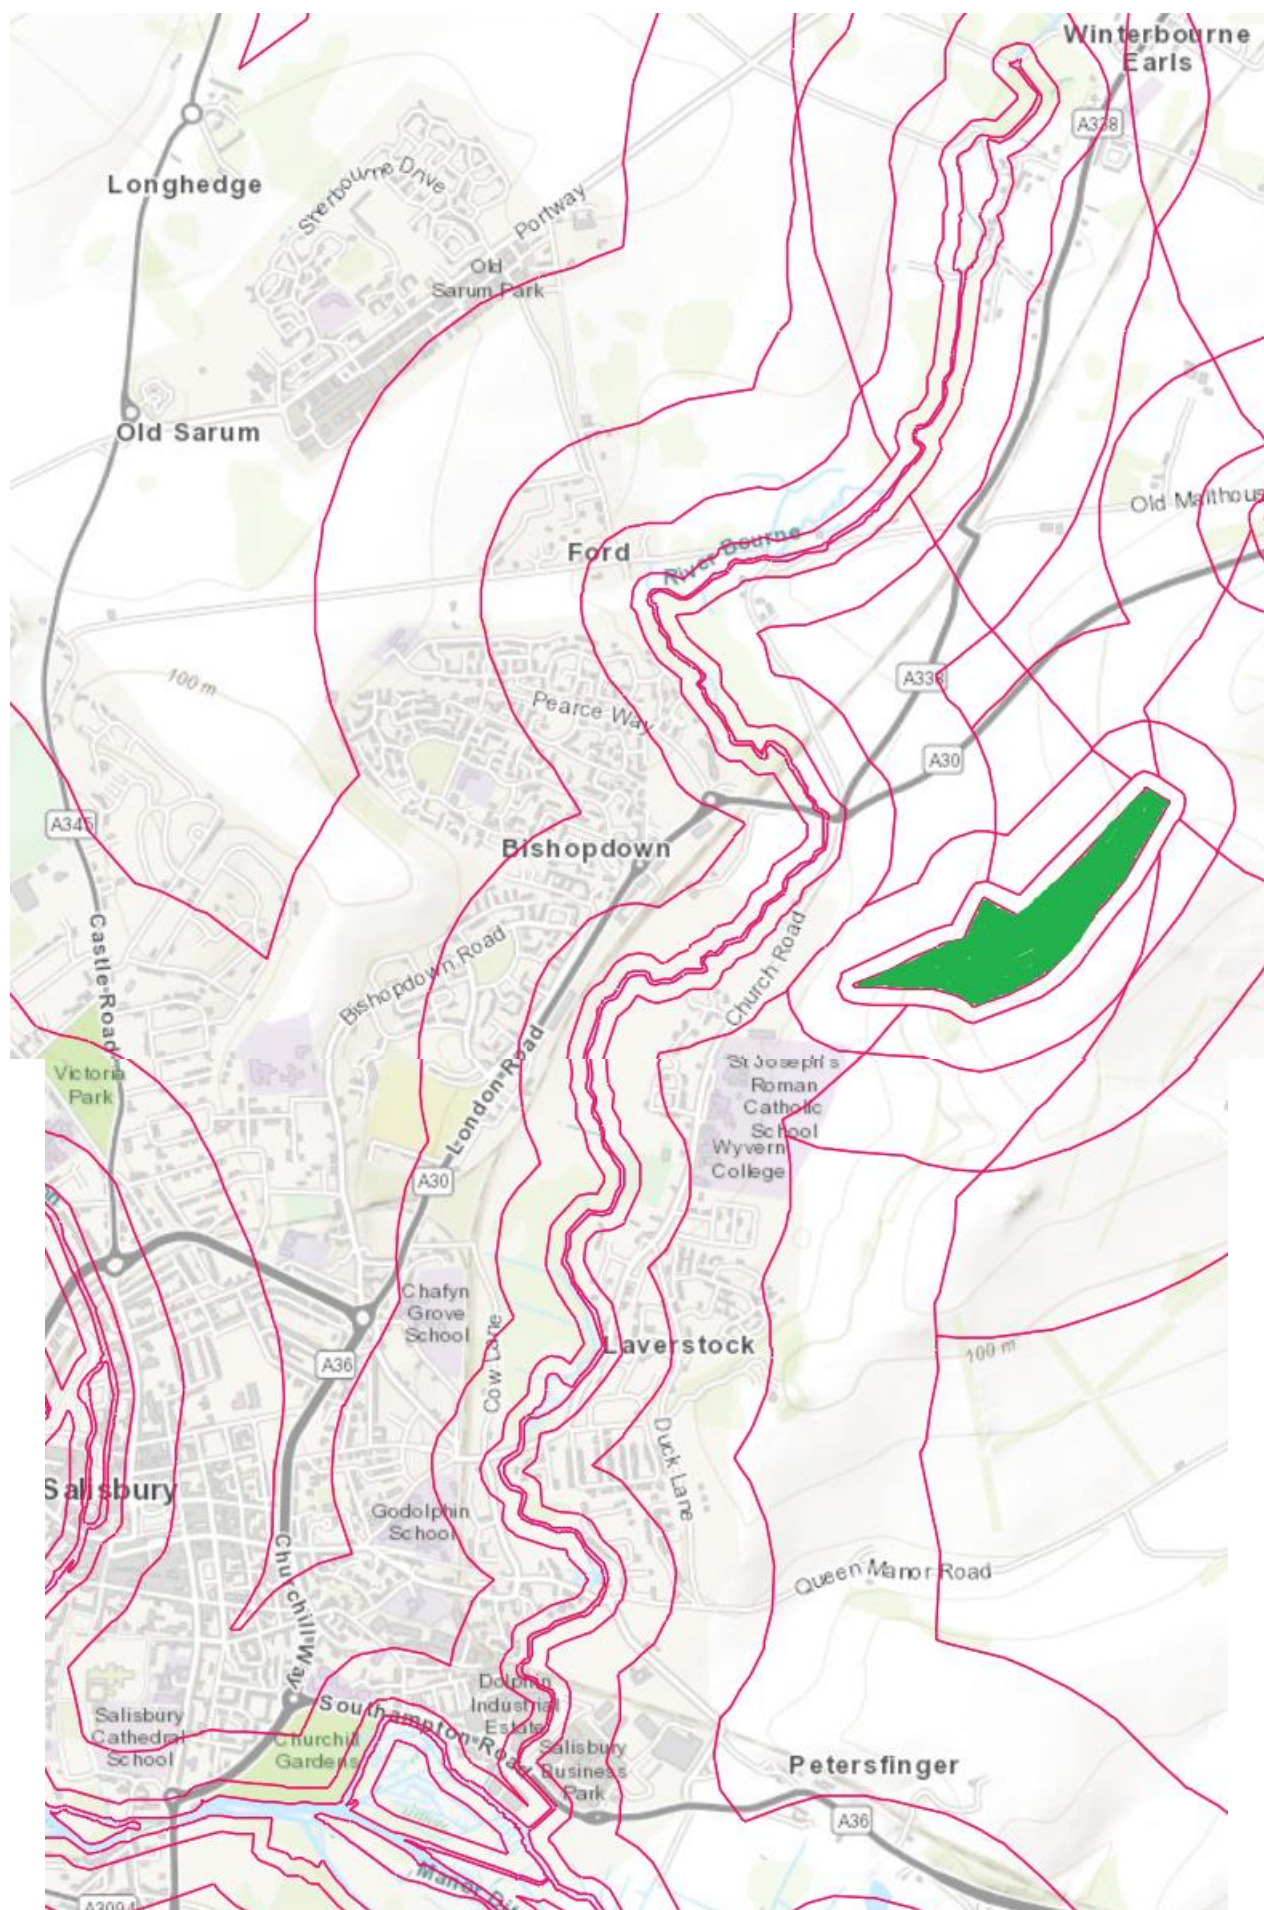 Winterbourne
Earls
A338
Longhedge
Sherbourne Drive
Portway
Old
Sarum Park
Old Sarum
Old Malthous
River Bourne
Ford
100 m
Pearce Way
A338
A30
A345
Bishopdown
Castle Road
Bishopdown Road
Church Road
London Road
Victoria
Park
St Joseph's
Roman
Catholic
School
Wyvern
College
A30
Chafyn
Grove
School
Cow Lane
Laverstock
100 m
A36
Duck Lane
Salisbury
Godolphin
School
Churchill Way
Queen Manor Road
Dolphin
Industrial
Estate
Southampton Road
Salisbury
Cathedral
School
Churchill
Gardens
Salisbury
Business
Park
Petersfinger
A36
Manor Di
A3094